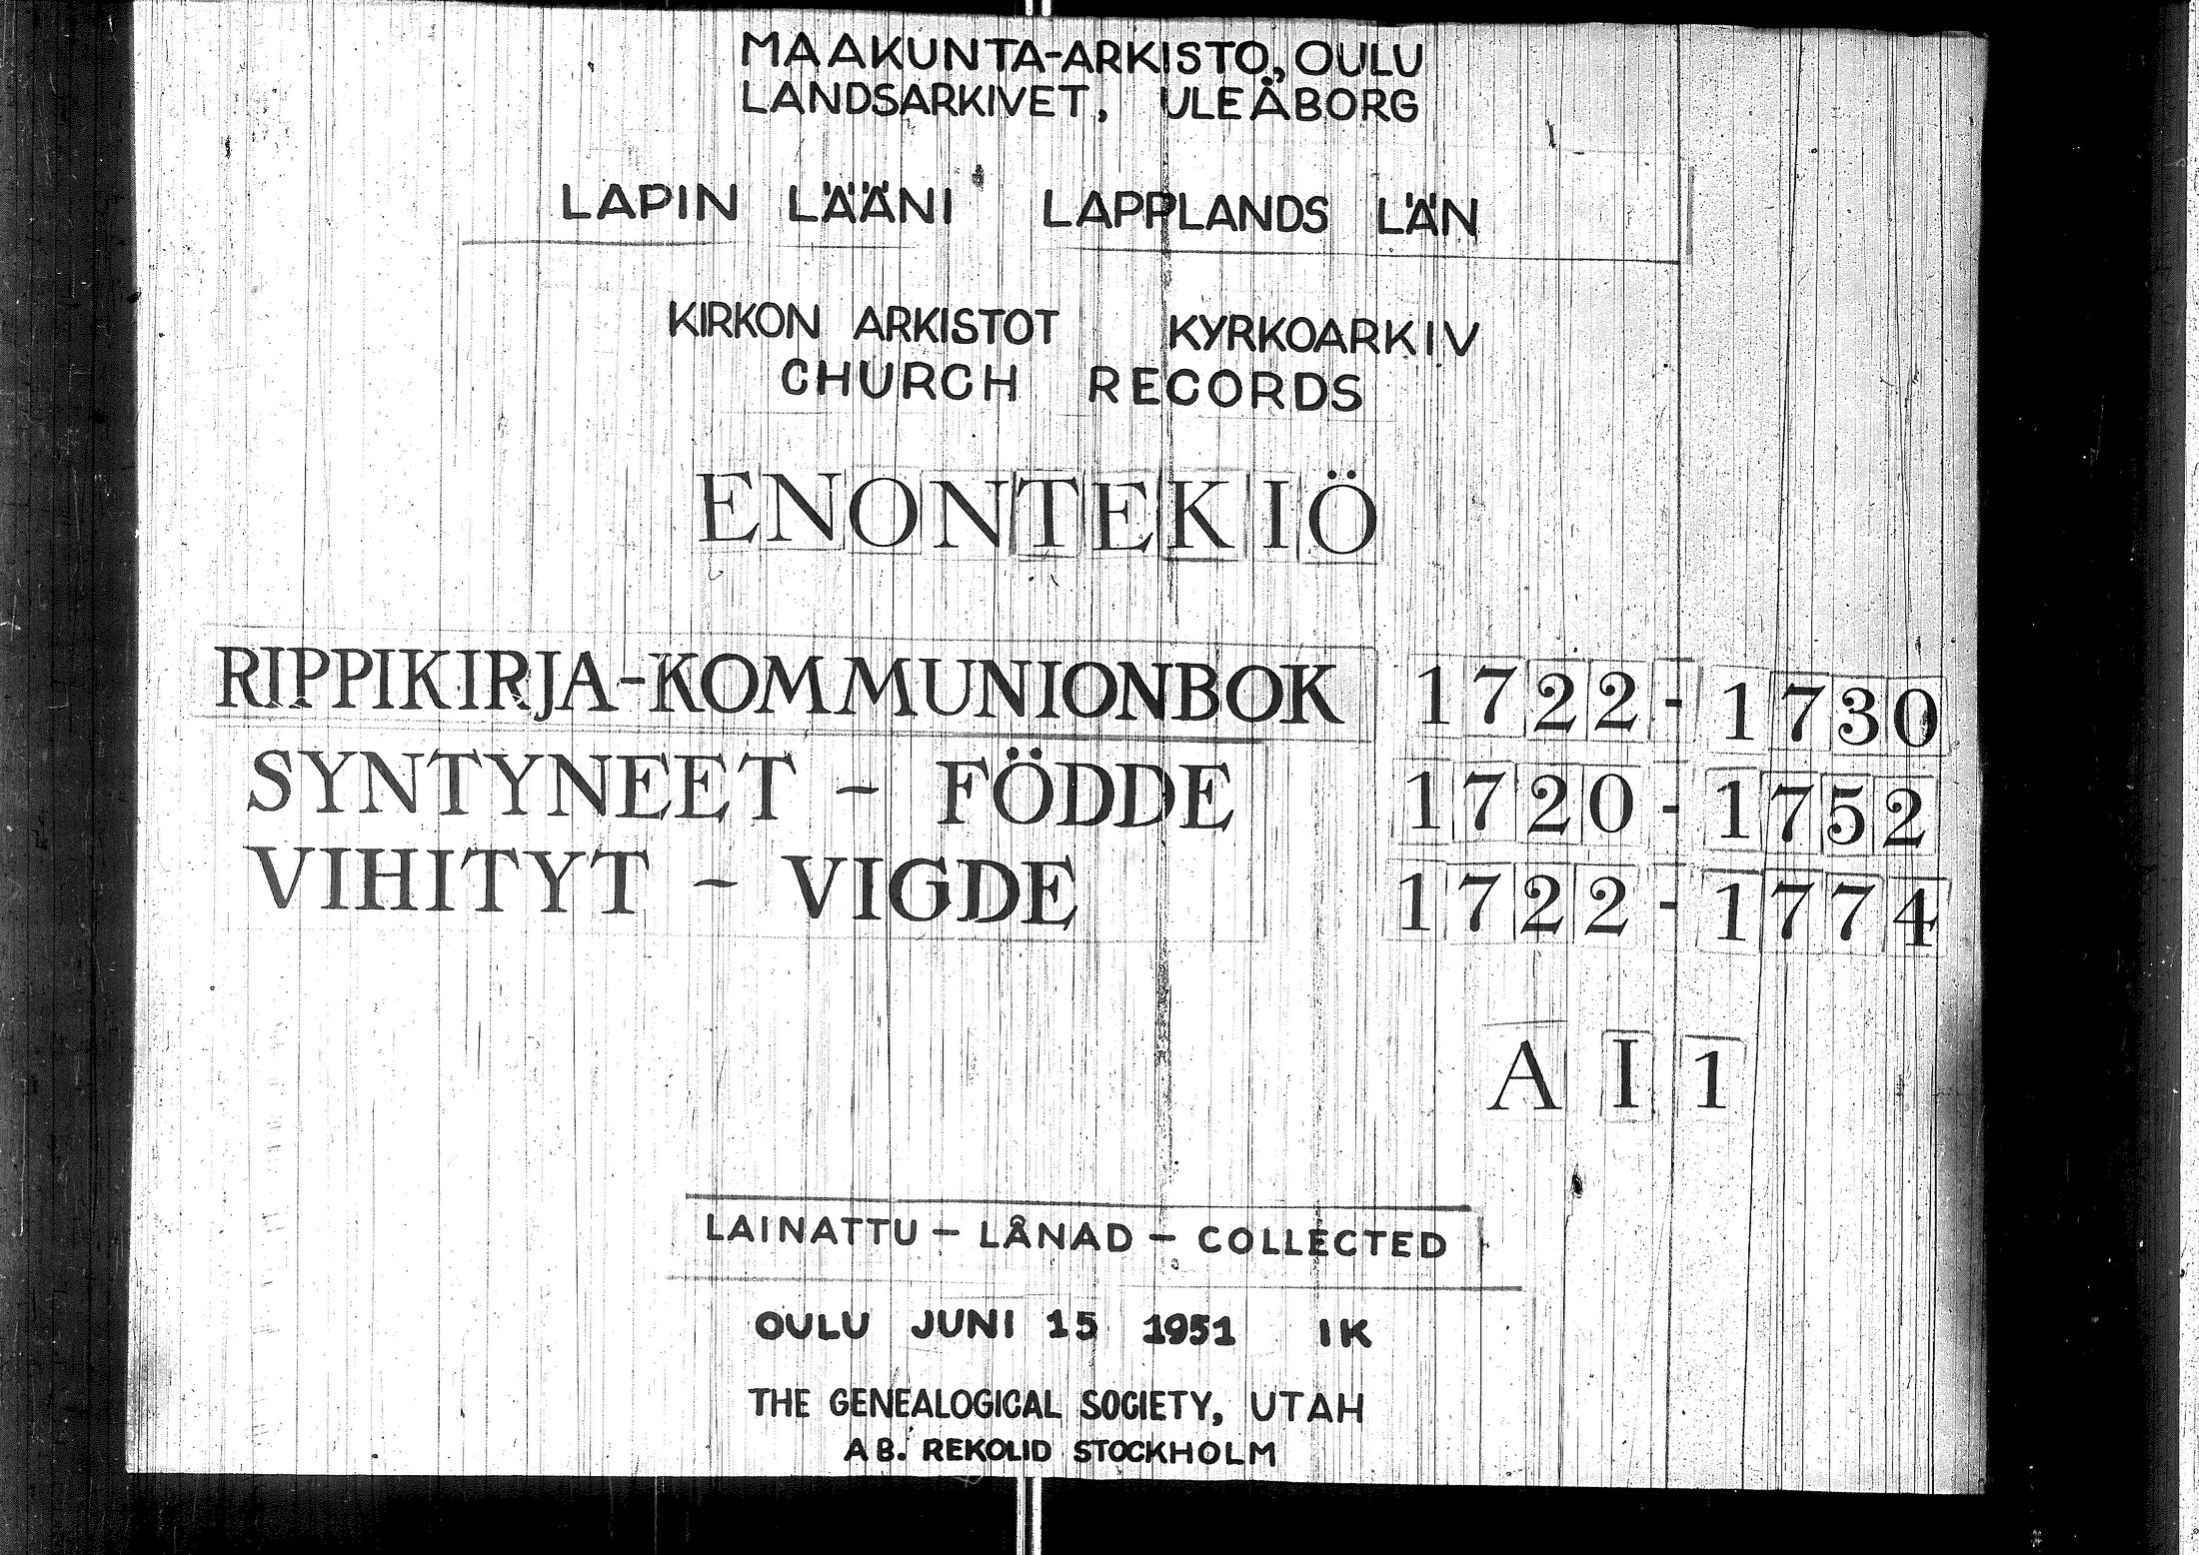 MAAKUNTA-ARKISTO, OULU
LANDSARKIVET, ULEÅBORG
LAPIN LÄÄNI LAPPLANDS LÄN
KIRKON ARKISTOT KYRKOARKIV
CHURCH RECORDS
ENONTEKIÖ
RIPPIKIRJA-KOMMUNIONBOK 1722-1730
SYNTYNEET - FÖDDE 1720-1752
VIHITYT - VIGDE 1722-1774
A I 1
LAINATTU - LÅNAD - COLLECTED
OULU JUNI 15 1951 IK
THE GENEALOGICAL SOCIETY, UTAH
AB. REKOLID STOCKHOLM